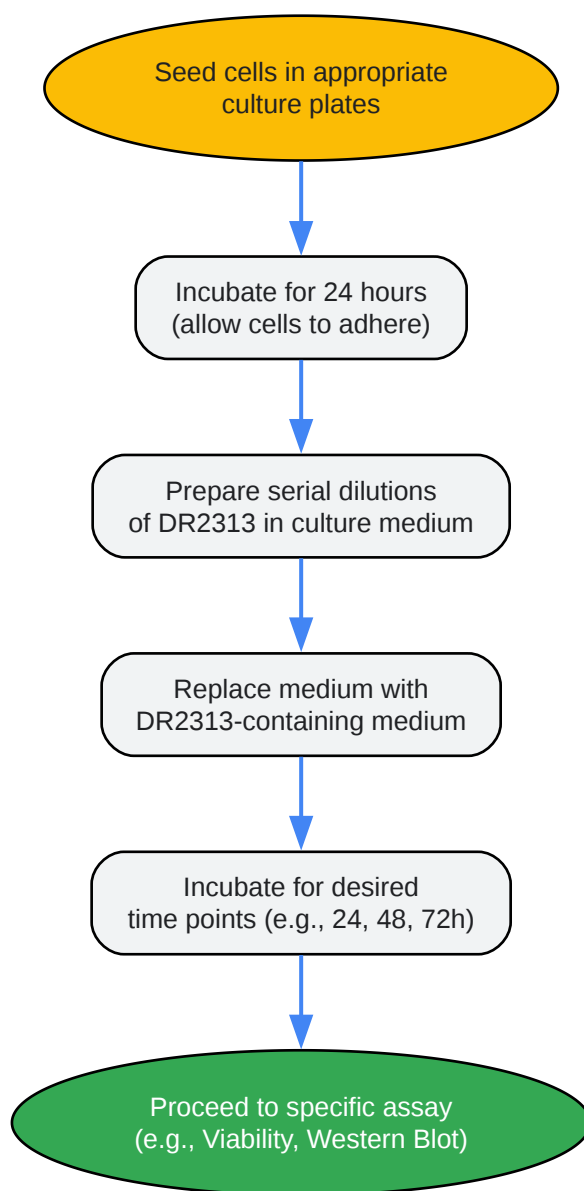 Seed cells in appropriate
culture plates
Incubate for 24 hours
(allow cells to adhere)
Prepare serial dilutions
of DR2313 in culture medium
Replace medium with
DR2313-containing medium
Incubate for desired
time points (e.g., 24, 48, 72h)
Proceed to specific assay
(e.g., Viability, Western Blot)